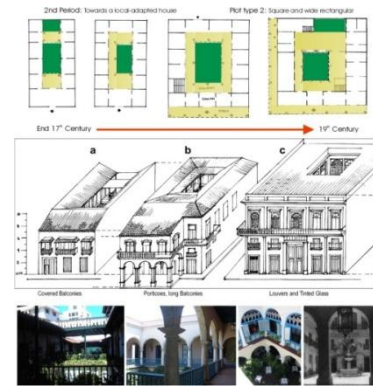 2nd Period: Towards a local-adapted house
Plot type 2: Square and wide rectangular
End 17th Century
19th Century
a
b
c
Covered Balconies
Porticoes, long Balconies
Louvers and Tinted Glass